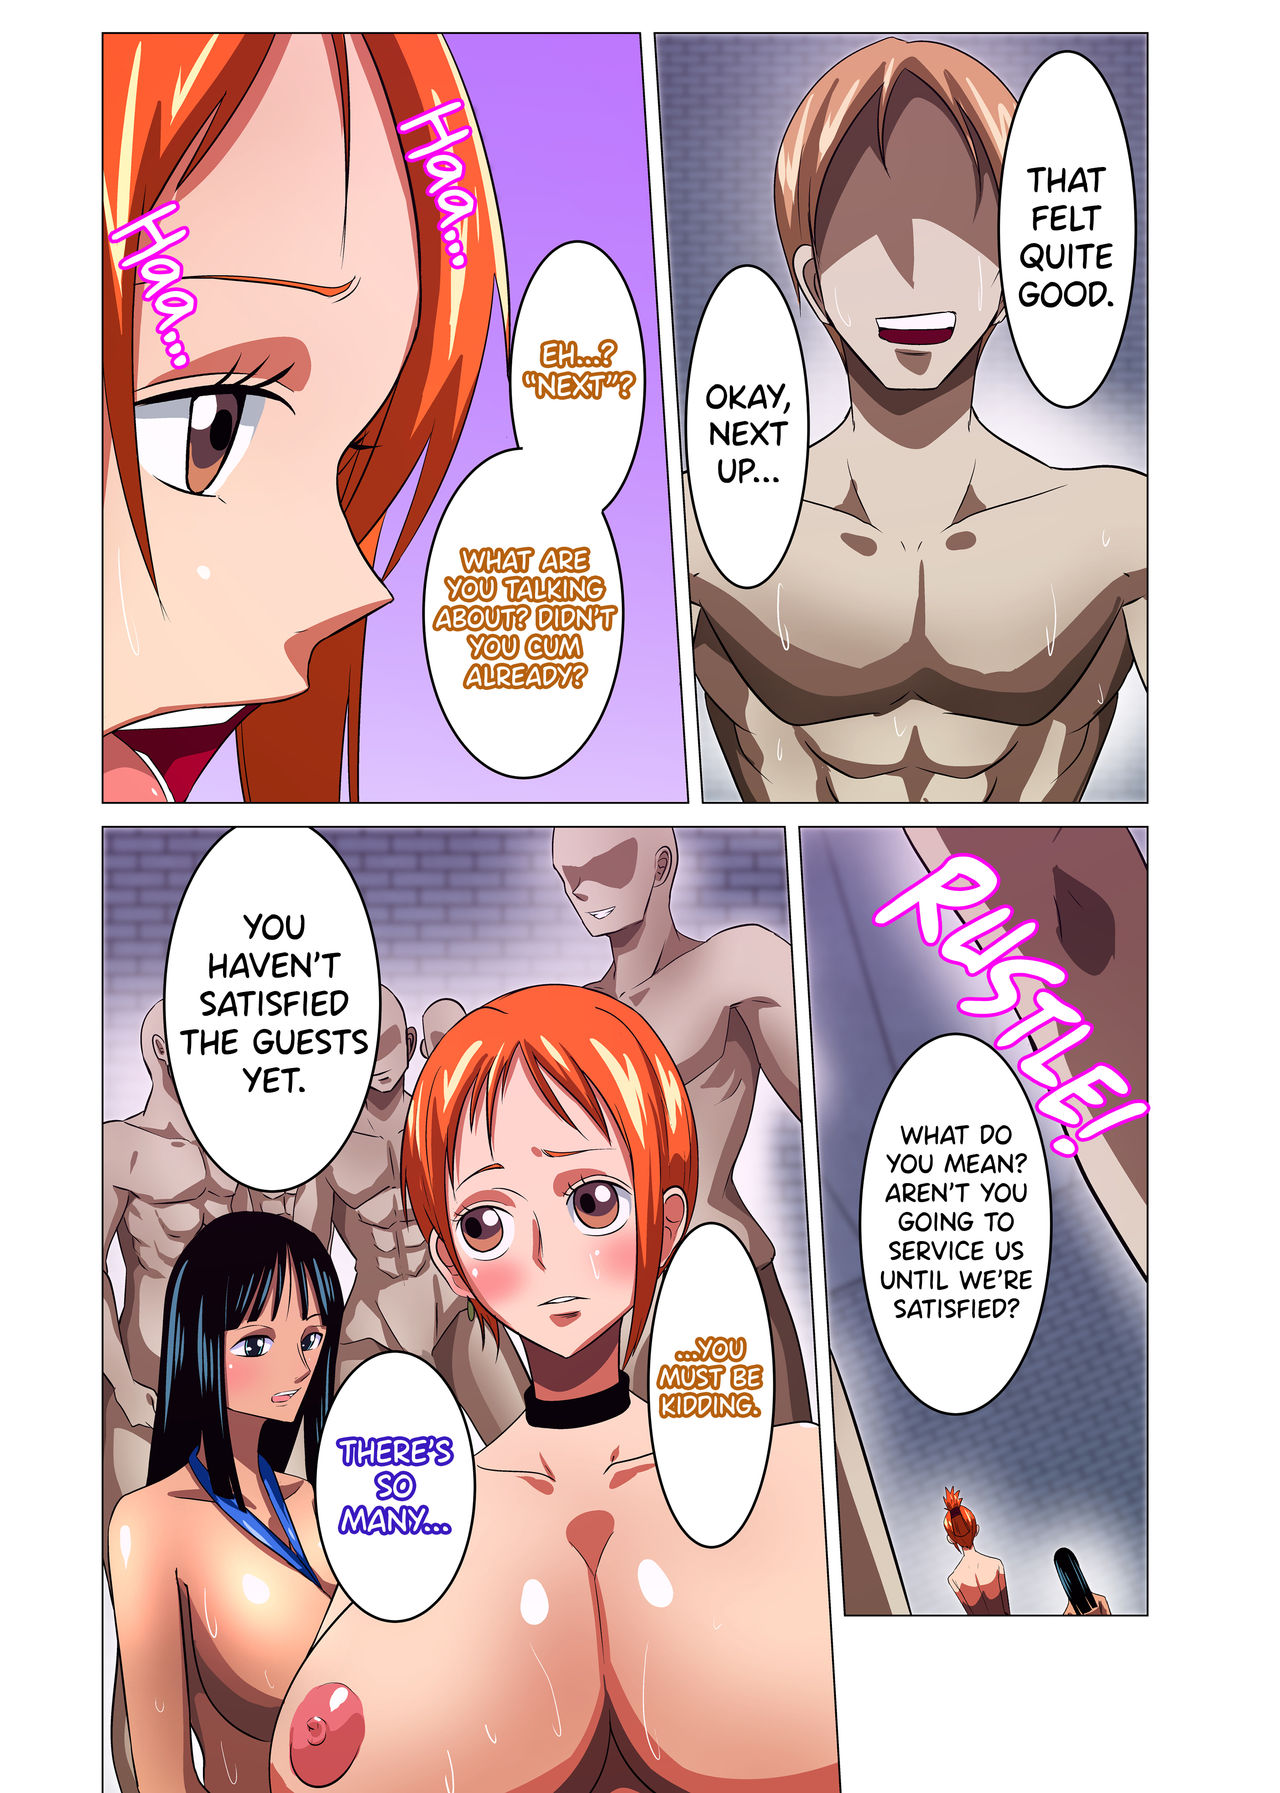 THAT
FELT
QUITE
GOOD.
OKAY,
NEXT
UP...
Haa...
Haa...
EH...?
"NEXT"?
WHAT ARE
YOU TALKING
ABOUT? DIDN'T
YOU CUM
ALREADY?
RUSTLE!
WHAT DO
YOU MEAN?
AREN'T YOU
GOING TO
SERVICE US
UNTIL WE'RE
SATISFIED?
YOU
HAVEN'T
SATISFIED
THE GUESTS
YET.
...YOU
MUST BE
KIDDING.
THERE'S
SO
MANY...